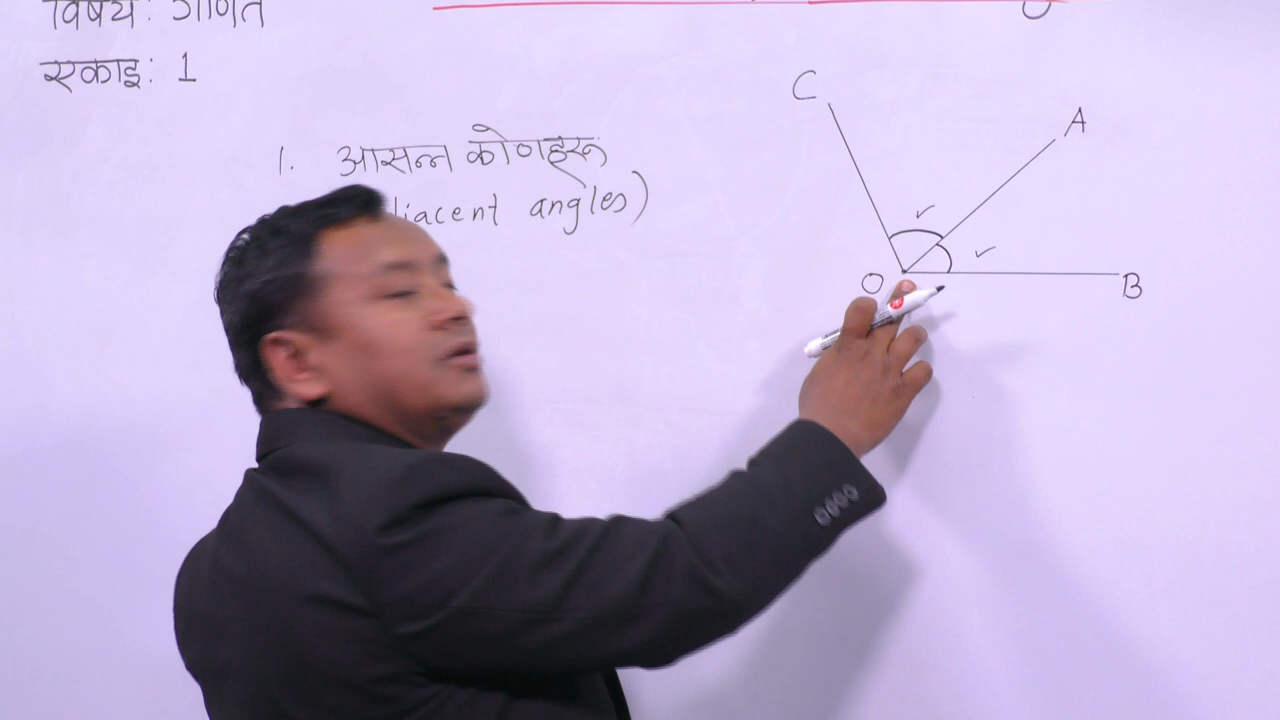 विषय: गणित
एकाइ: 1
1. आसन्न कोणहरू
angles)
C
A
O
B